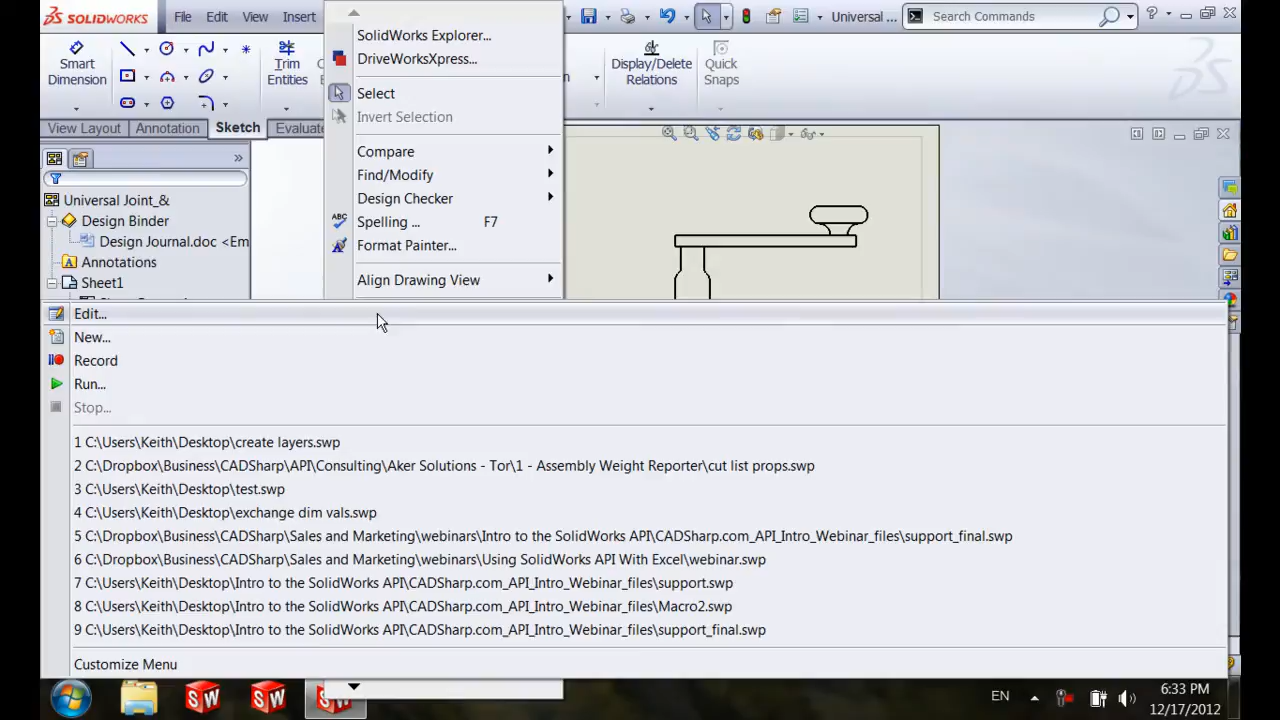 SOLIDWORKS
File
Edit
View
Insert
Universal ...
Search Commands
Smart
Dimension
Trim
Entities
Display/Delete
Relations
Quick
Snaps
View Layout
Annotation
Sketch
Evaluate
SolidWorks Explorer...
DriveWorksXpress...
Select
Invert Selection
Compare
Find/Modify
Design Checker
Spelling ... F7
Format Painter...
Align Drawing View
Universal Joint_&
Design Binder
Design Journal.doc <Em
Annotations
Sheet1
Edit...
New...
Record
Run...
Stop...
1 C:\Users\Keith\Desktop\create layers.swp
2 C:\Dropbox\Business\CADSharp\API\Consulting\Aker Solutions - Tor\1 - Assembly Weight Reporter\cut list props.swp
3 C:\Users\Keith\Desktop\test.swp
4 C:\Users\Keith\Desktop\exchange dim vals.swp
5 C:\Dropbox\Business\CADSharp\Sales and Marketing\webinars\Intro to the SolidWorks API\CADSharp.com_API_Intro_Webinar_files\support_final.swp
6 C:\Dropbox\Business\CADSharp\Sales and Marketing\webinars\Using SolidWorks API With Excel\webinar.swp
7 C:\Users\Keith\Desktop\Intro to the SolidWorks API\CADSharp.com_API_Intro_Webinar_files\support.swp
8 C:\Users\Keith\Desktop\Intro to the SolidWorks API\CADSharp.com_API_Intro_Webinar_files\Macro2.swp
9 C:\Users\Keith\Desktop\Intro to the SolidWorks API\CADSharp.com_API_Intro_Webinar_files\support_final.swp
Customize Menu
EN
6:33 PM
12/17/2012